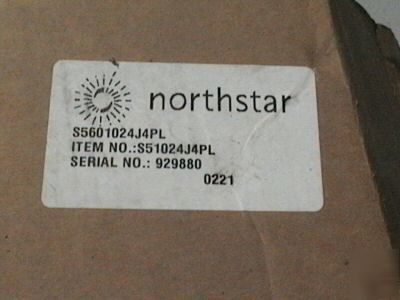 northstar
S5601024J4PL
ITEM NO.:S51024J4PL
SERIAL NO.: 929880
0221